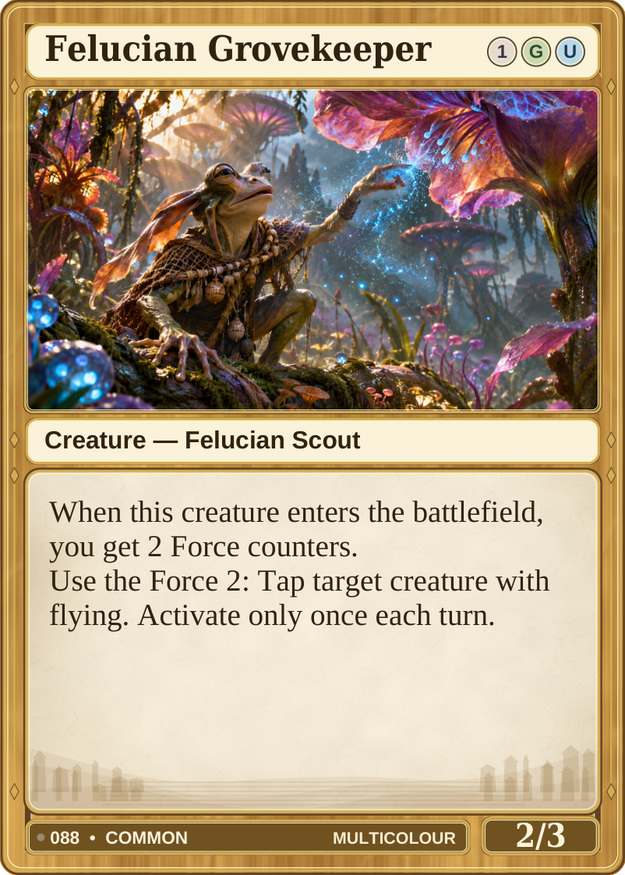 Felucian Grovekeeper 1 G U
Creature — Felucian Scout
When this creature enters the battlefield,
you get 2 Force counters.
Use the Force 2: Tap target creature with
flying. Activate only once each turn.
088 • COMMON MULTICOLOUR 2/3